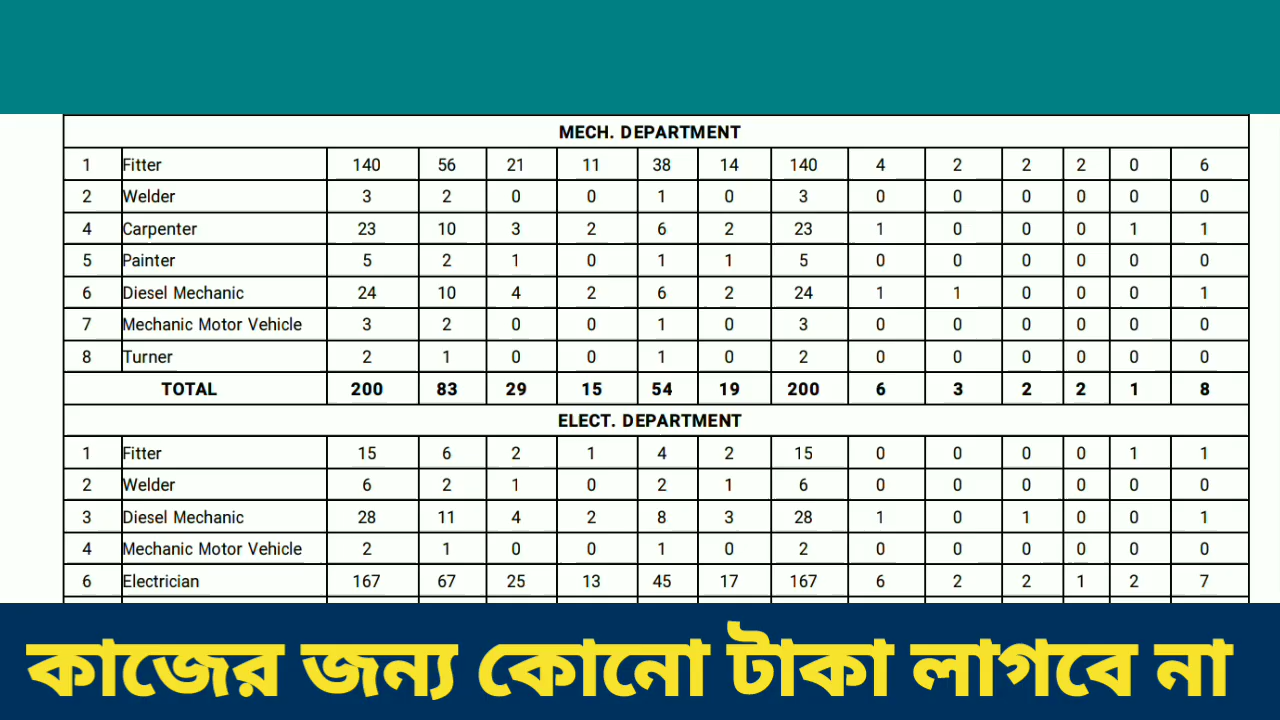 MECH. DEPARTMENT
1 Fitter 140 56 21 11 38 14 140 4 2 2 2 0 6
2 Welder 3 2 0 0 1 0 3 0 0 0 0 0 0
4 Carpenter 23 10 3 2 6 2 23 1 0 0 0 1 1
5 Painter 5 2 1 0 1 1 5 0 0 0 0 0 0
6 Diesel Mechanic 24 10 4 2 6 2 24 1 1 0 0 0 1
7 Mechanic Motor Vehicle 3 2 0 0 1 0 3 0 0 0 0 0 0
8 Turner 2 1 0 0 1 0 2 0 0 0 0 0 0
TOTAL 200 83 29 15 54 19 200 6 3 2 2 1 8
ELECT. DEPARTMENT
1 Fitter 15 6 2 1 4 2 15 0 0 0 0 1 1
2 Welder 6 2 1 0 2 1 6 0 0 0 0 0 0
3 Diesel Mechanic 28 11 4 2 8 3 28 1 0 1 0 0 1
4 Mechanic Motor Vehicle 2 1 0 0 1 0 2 0 0 0 0 0 0
6 Electrician 167 67 25 13 45 17 167 6 2 2 1 2 7
কাজের জন্য কোনো টাকা লাগবে না